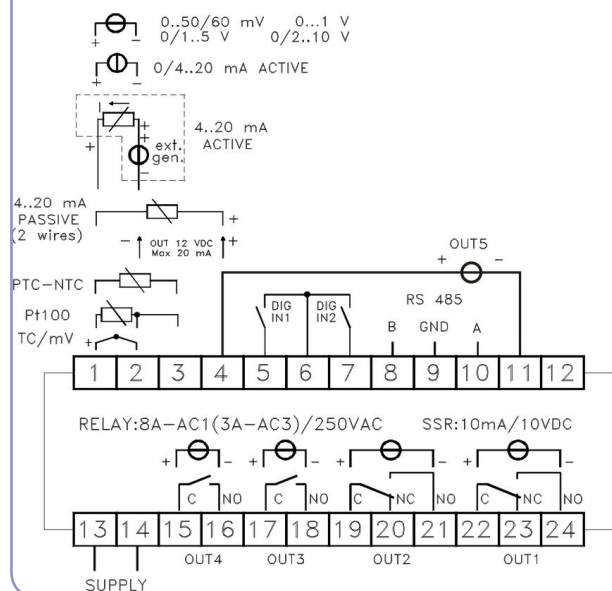 0..50/60 mV 0...1 V
0/1..5 V 0/2..10 V
+ -
0/4..20 mA ACTIVE
+ -
I
+
+
4..20 mA
ACTIVE
+
ext.
gen.
-
4..20 mA
PASSIVE
(2 wires)
+
- OUT 12 VDC +
Max 20 mA
OUT5
+ -
PTC-NTC
DIG
IN1
DIG
IN2
RS 485
Pt100
B GND A
TC/mV +
1 2 3 4 5 6 7 8 9 10 11 12
RELAY:8A-AC1(3A-AC3)/250VAC SSR:10mA/10VDC
+ - + - + - + -
C NO C NO C NC NO C NC NO
13 14 15 16 17 18 19 20 21 22 23 24
OUT4 OUT3 OUT2 OUT1
SUPPLY